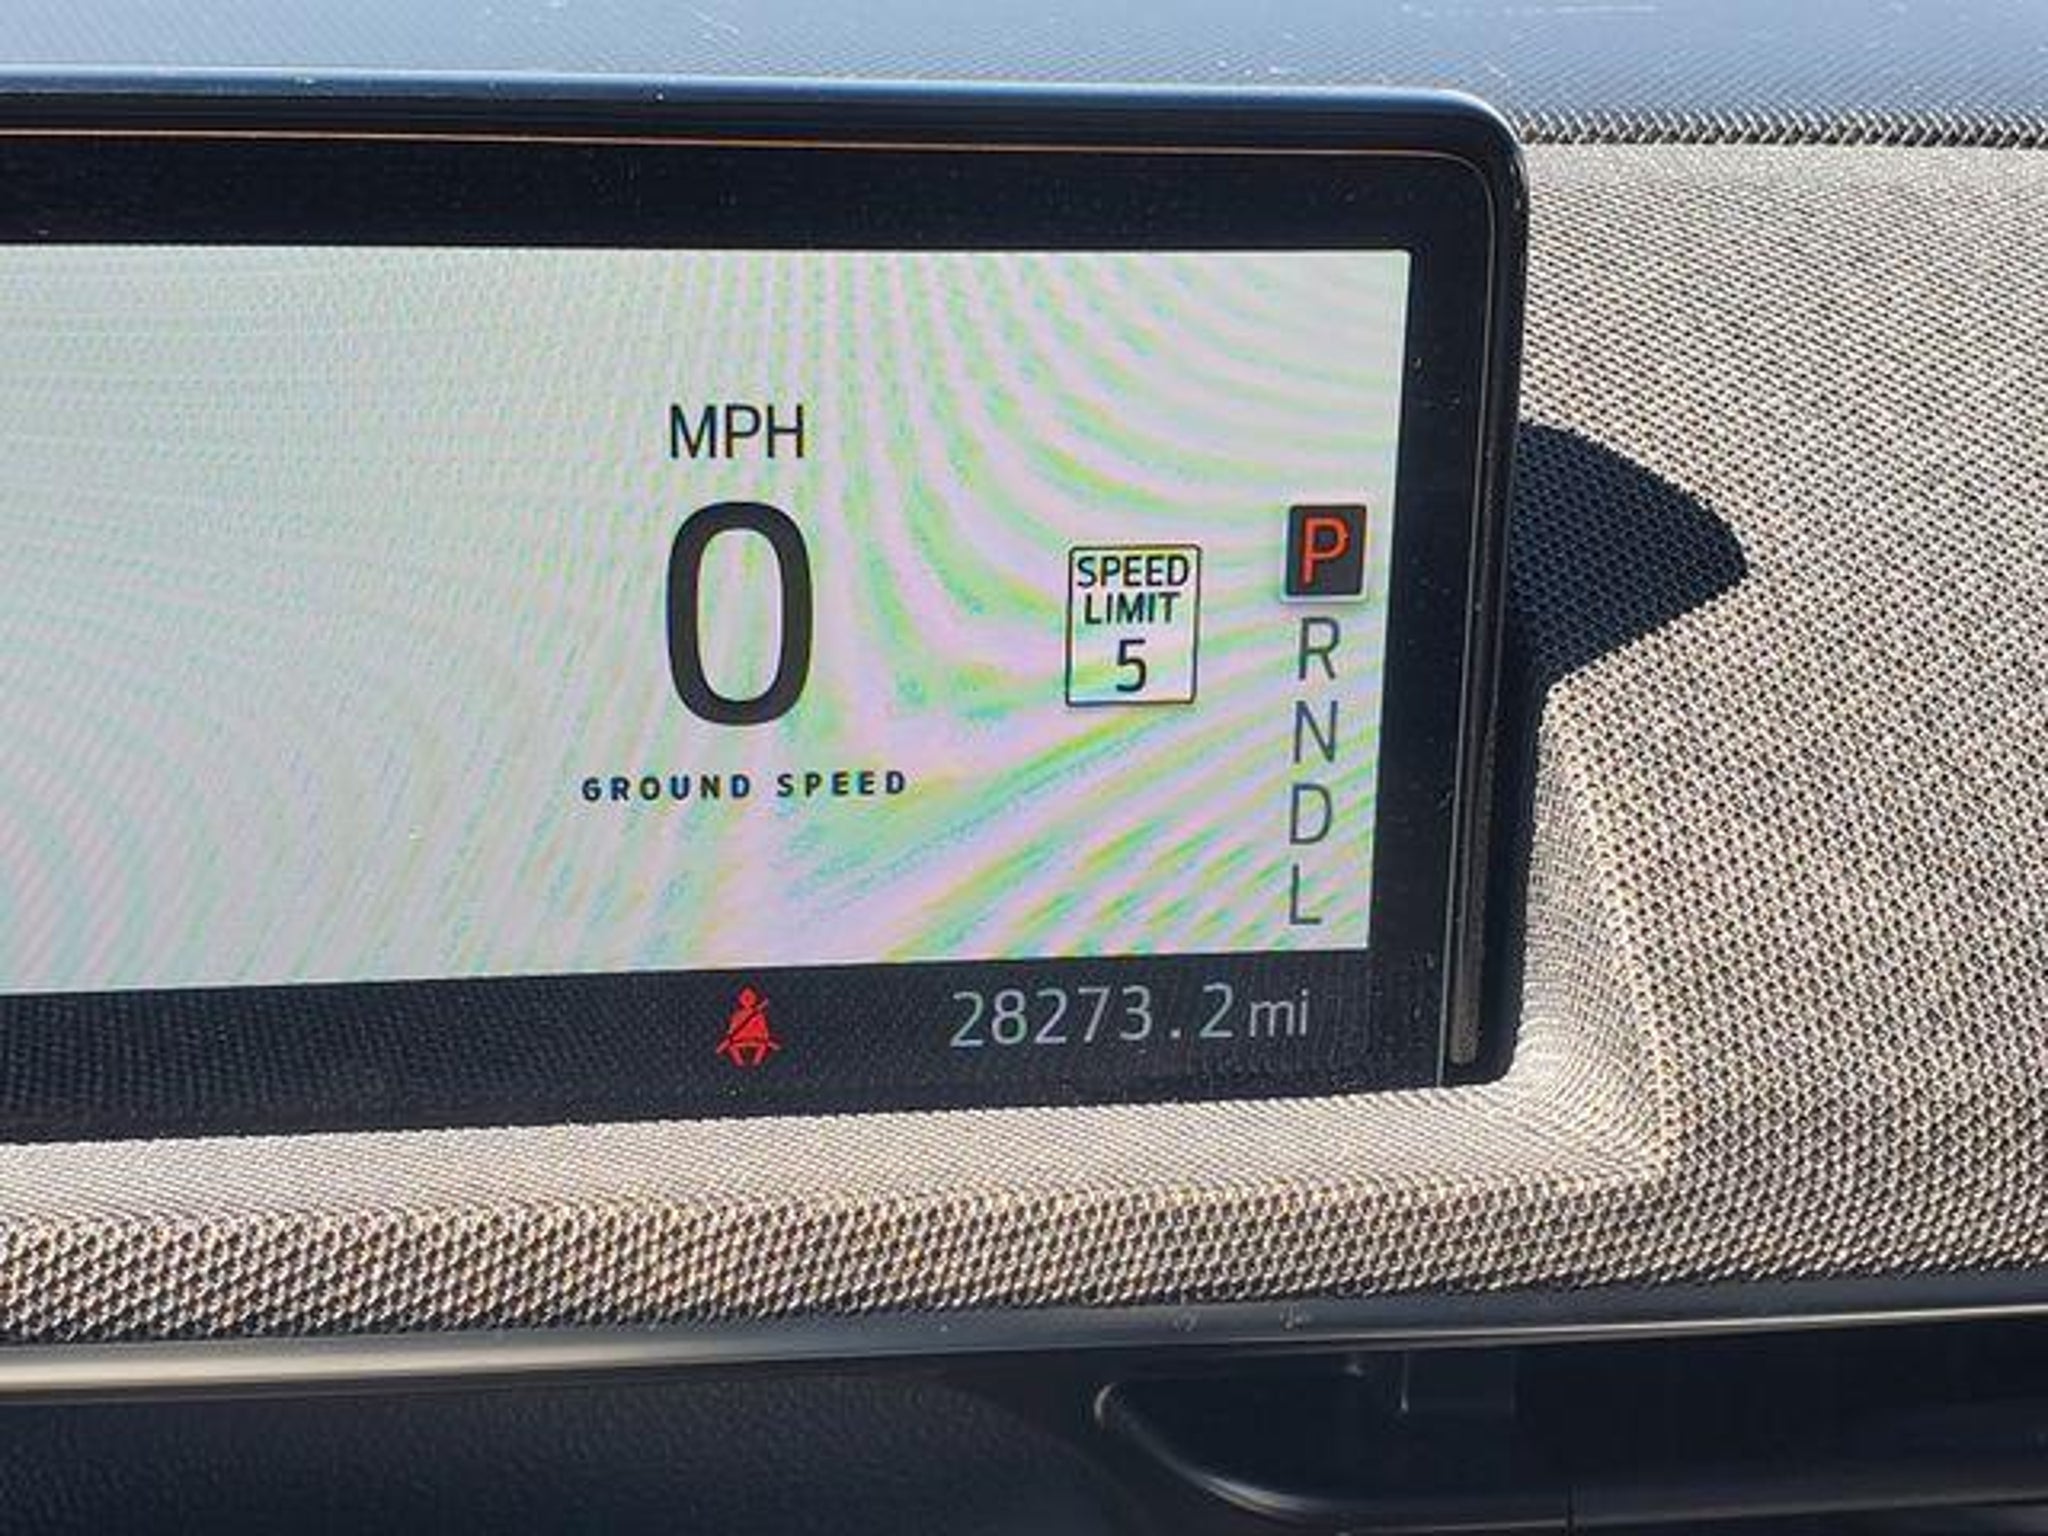 MPH
0
GROUND SPEED
SPEED
LIMIT
5
P
R
N
D
L
28273.2mi